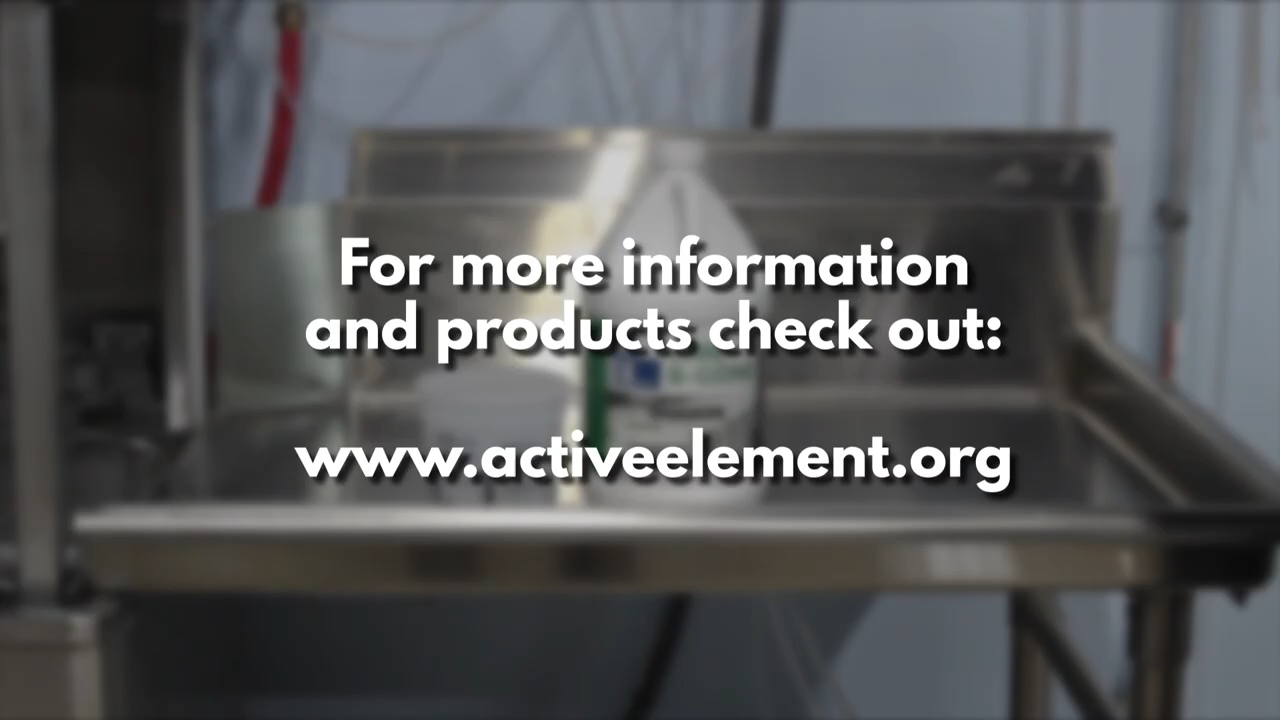 For more information
and products check out:
www.activeelement.org